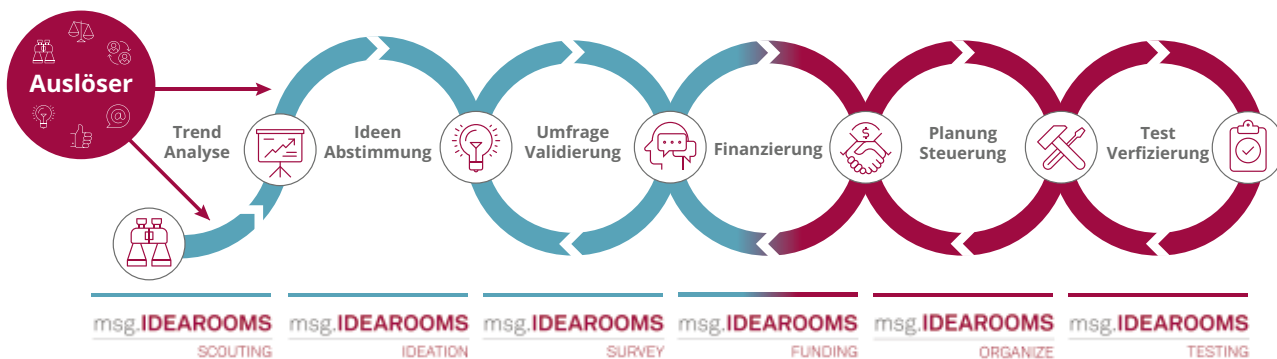 Auslöser
Trend
Analyse
Ideen
Abstimmung
Umfrage
Validierung
Finanzierung
Planung
Steuerung
Test
Verfizierung
msg.IDEAROOMS
SCOUTING
msg.IDEAROOMS
IDEATION
msg.IDEAROOMS
SURVEY
msg.IDEAROOMS
FUNDING
msg.IDEAROOMS
ORGANIZE
msg.IDEAROOMS
TESTING